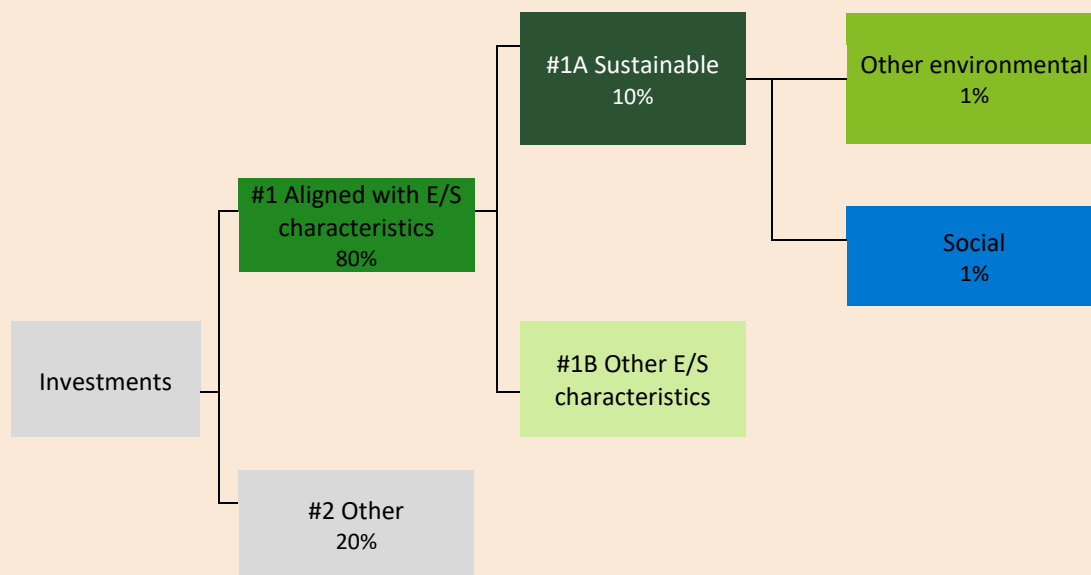 #1A Sustainable
10%
Other environmental
1%
#1 Aligned with E/S
characteristics
80%
Social
1%
Investments
#1B Other E/S
characteristics
#2 Other
20%